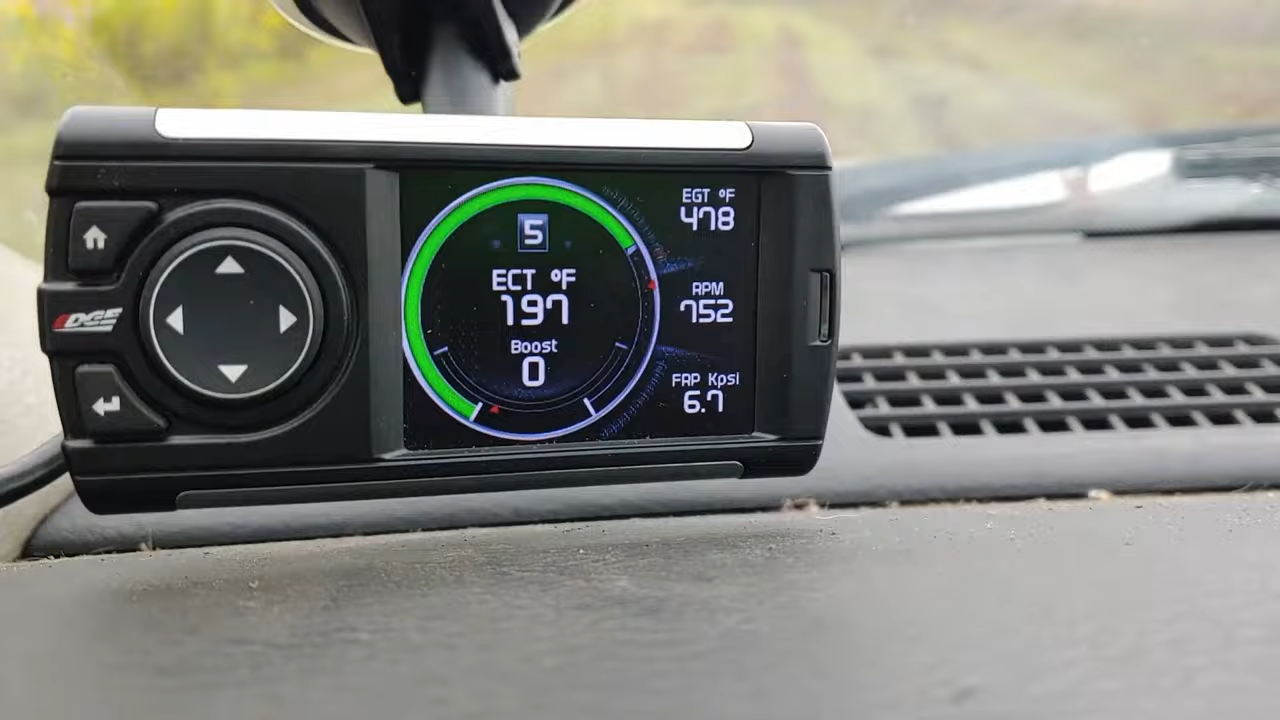 EDGE
5
ECT °F
197
Boost
0
EGT °F
478
RPM
752
FRP Kpsi
6.7